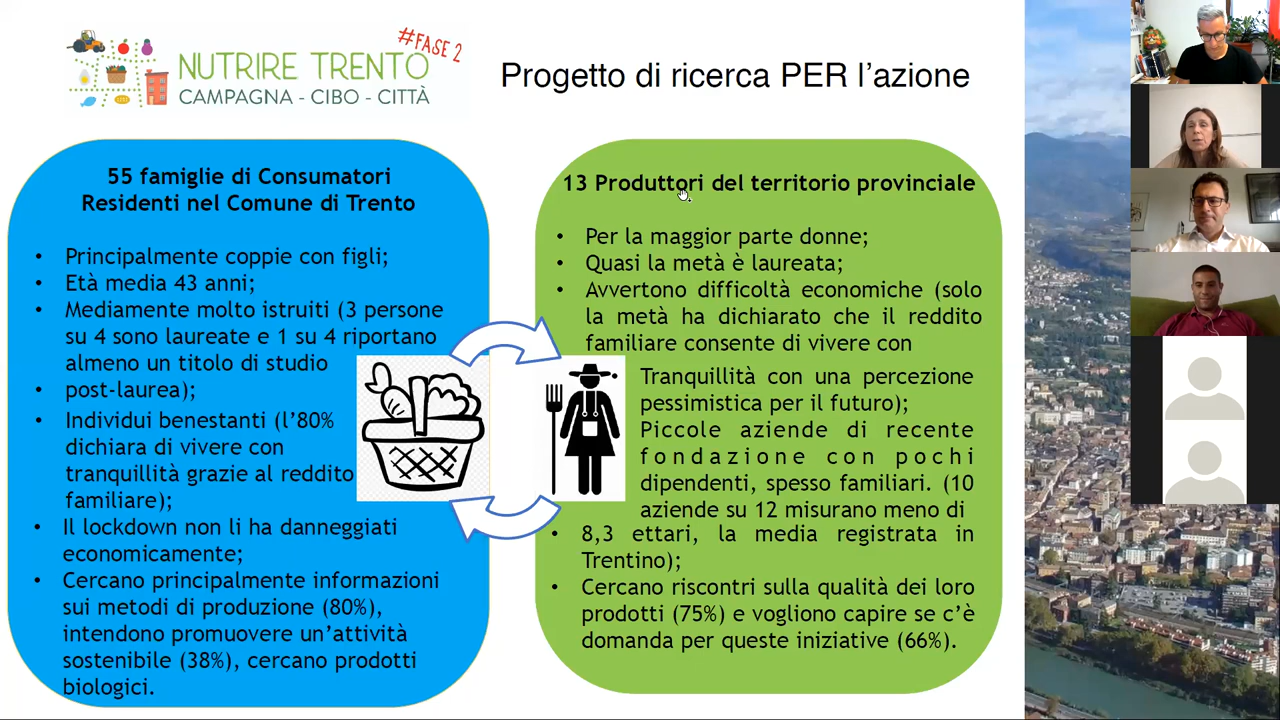 #FASE 2
NUTRIRE TRENTO
CAMPAGNA - CIBO - CITTÀ
Progetto di ricerca PER l’azione
55 famiglie di Consumatori
Residenti nel Comune di Trento
• Principalmente coppie con figli;
• Età media 43 anni;
• Mediamente molto istruiti (3 persone
su 4 sono laureate e 1 su 4 riportano
almeno un titolo di studio
• post-laurea);
• Individui benestanti (l’80%
dichiara di vivere con
tranquillità grazie al reddito
familiare);
• Il lockdown non li ha danneggiati
economicamente;
• Cercano principalmente informazioni
sui metodi di produzione (80%),
intendono promuovere un’attività
sostenibile (38%), cercano prodotti
biologici.
13 Produttori del territorio provinciale
• Per la maggior parte donne;
• Quasi la metà è laureata;
• Avvertono difficoltà economiche (solo
la metà ha dichiarato che il reddito
familiare consente di vivere con
Tranquillità con una percezione
pessimistica per il futuro);
Piccole aziende di recente
fondazione con pochi
dipendenti, spesso familiari. (10
aziende su 12 misurano meno di
• 8,3 ettari, la media registrata in
Trentino);
• Cercano riscontri sulla qualità dei loro
prodotti (75%) e vogliono capire se c’è
domanda per queste iniziative (66%).